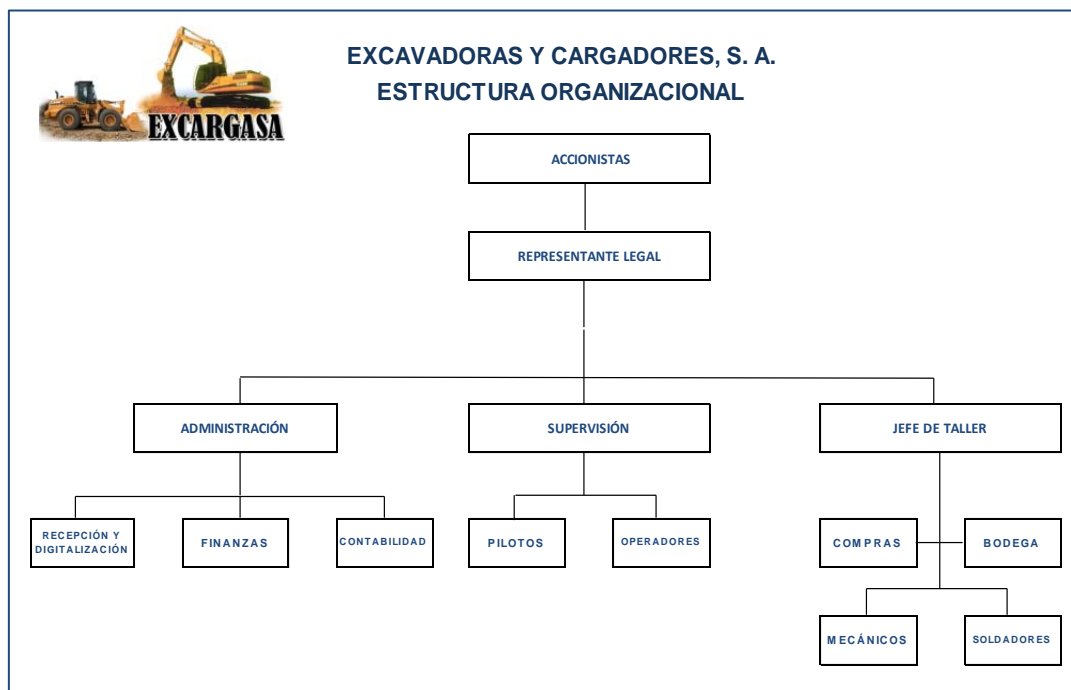 EXCAVADORAS Y CARGADORES, S. A.
ESTRUCTURA ORGANIZACIONAL
EXCARGASA
ACCIONISTAS
REPRESENTANTE LEGAL
ADMINISTRACIÓN
SUPERVISIÓN
JEFE DE TALLER
RECEPCIÓN Y
DIGITALIZACIÓN
FINANZAS
CONTABILIDAD
PILOTOS
OPERADORES
COMPRAS
BODEGA
MECÁNICOS
SOLDADORES